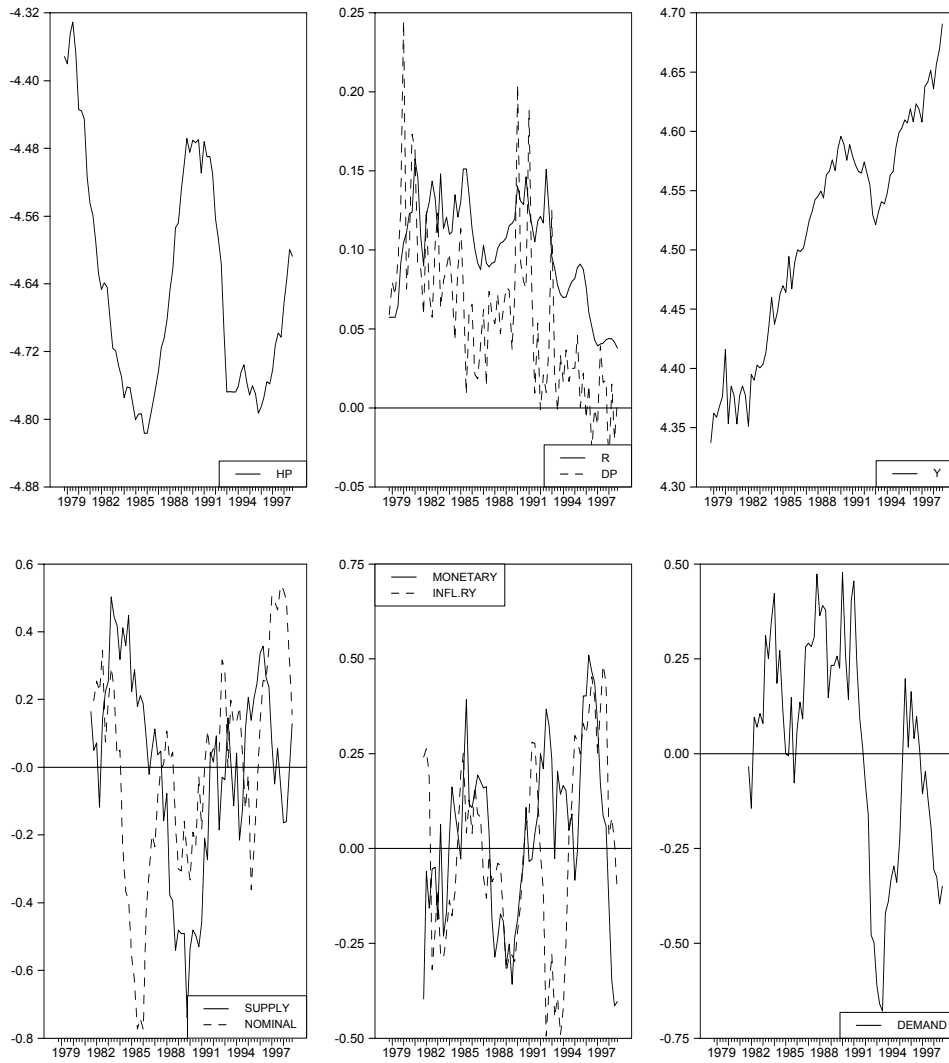 -4.32
-4.40
-4.48
-4.56
-4.64
-4.72
-4.80
-4.88
1979 1982 1985 1988 1991 1994 1997
HP
0.25
0.20
0.15
0.10
0.05
0.00
-0.05
1979 1982 1985 1988 1991 1994 1997
R
DP
4.70
4.65
4.60
4.55
4.50
4.45
4.40
4.35
4.30
1979 1982 1985 1988 1991 1994 1997
Y
0.6
0.4
0.2
-0.0
-0.2
-0.4
-0.6
-0.8
1979 1982 1985 1988 1991 1994 1997
SUPPLY
NOMINAL
0.75
0.50
0.25
0.00
-0.25
-0.50
1979 1982 1985 1988 1991 1994 1997
MONETARY
INFL.RY
0.50
0.25
0.00
-0.25
-0.50
-0.75
1979 1982 1985 1988 1991 1994 1997
DEMAND